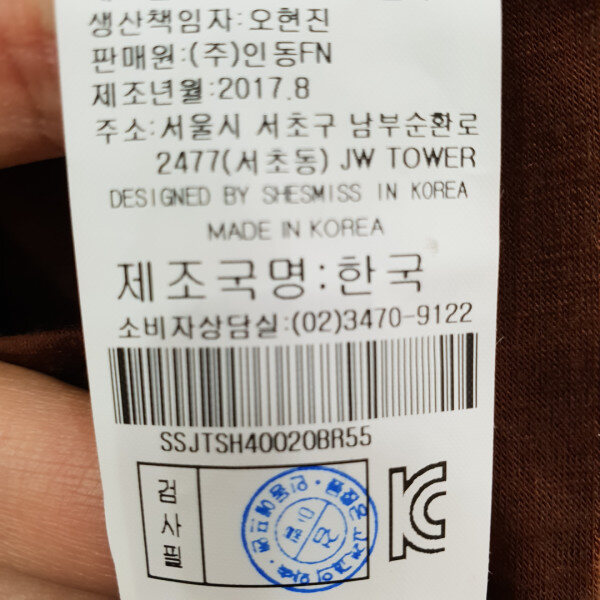 생산책임자:오현진
판매원:(주)인동FN
제조년월:2017.8
주소:서울시 서초구 남부순환로
2477(서초동) JW TOWER
DESIGNED BY SHESMISS IN KOREA
MADE IN KOREA
제조국명:한국
소비자상담실:(02)3470-9122
SSJTSH40020BR55
검사필